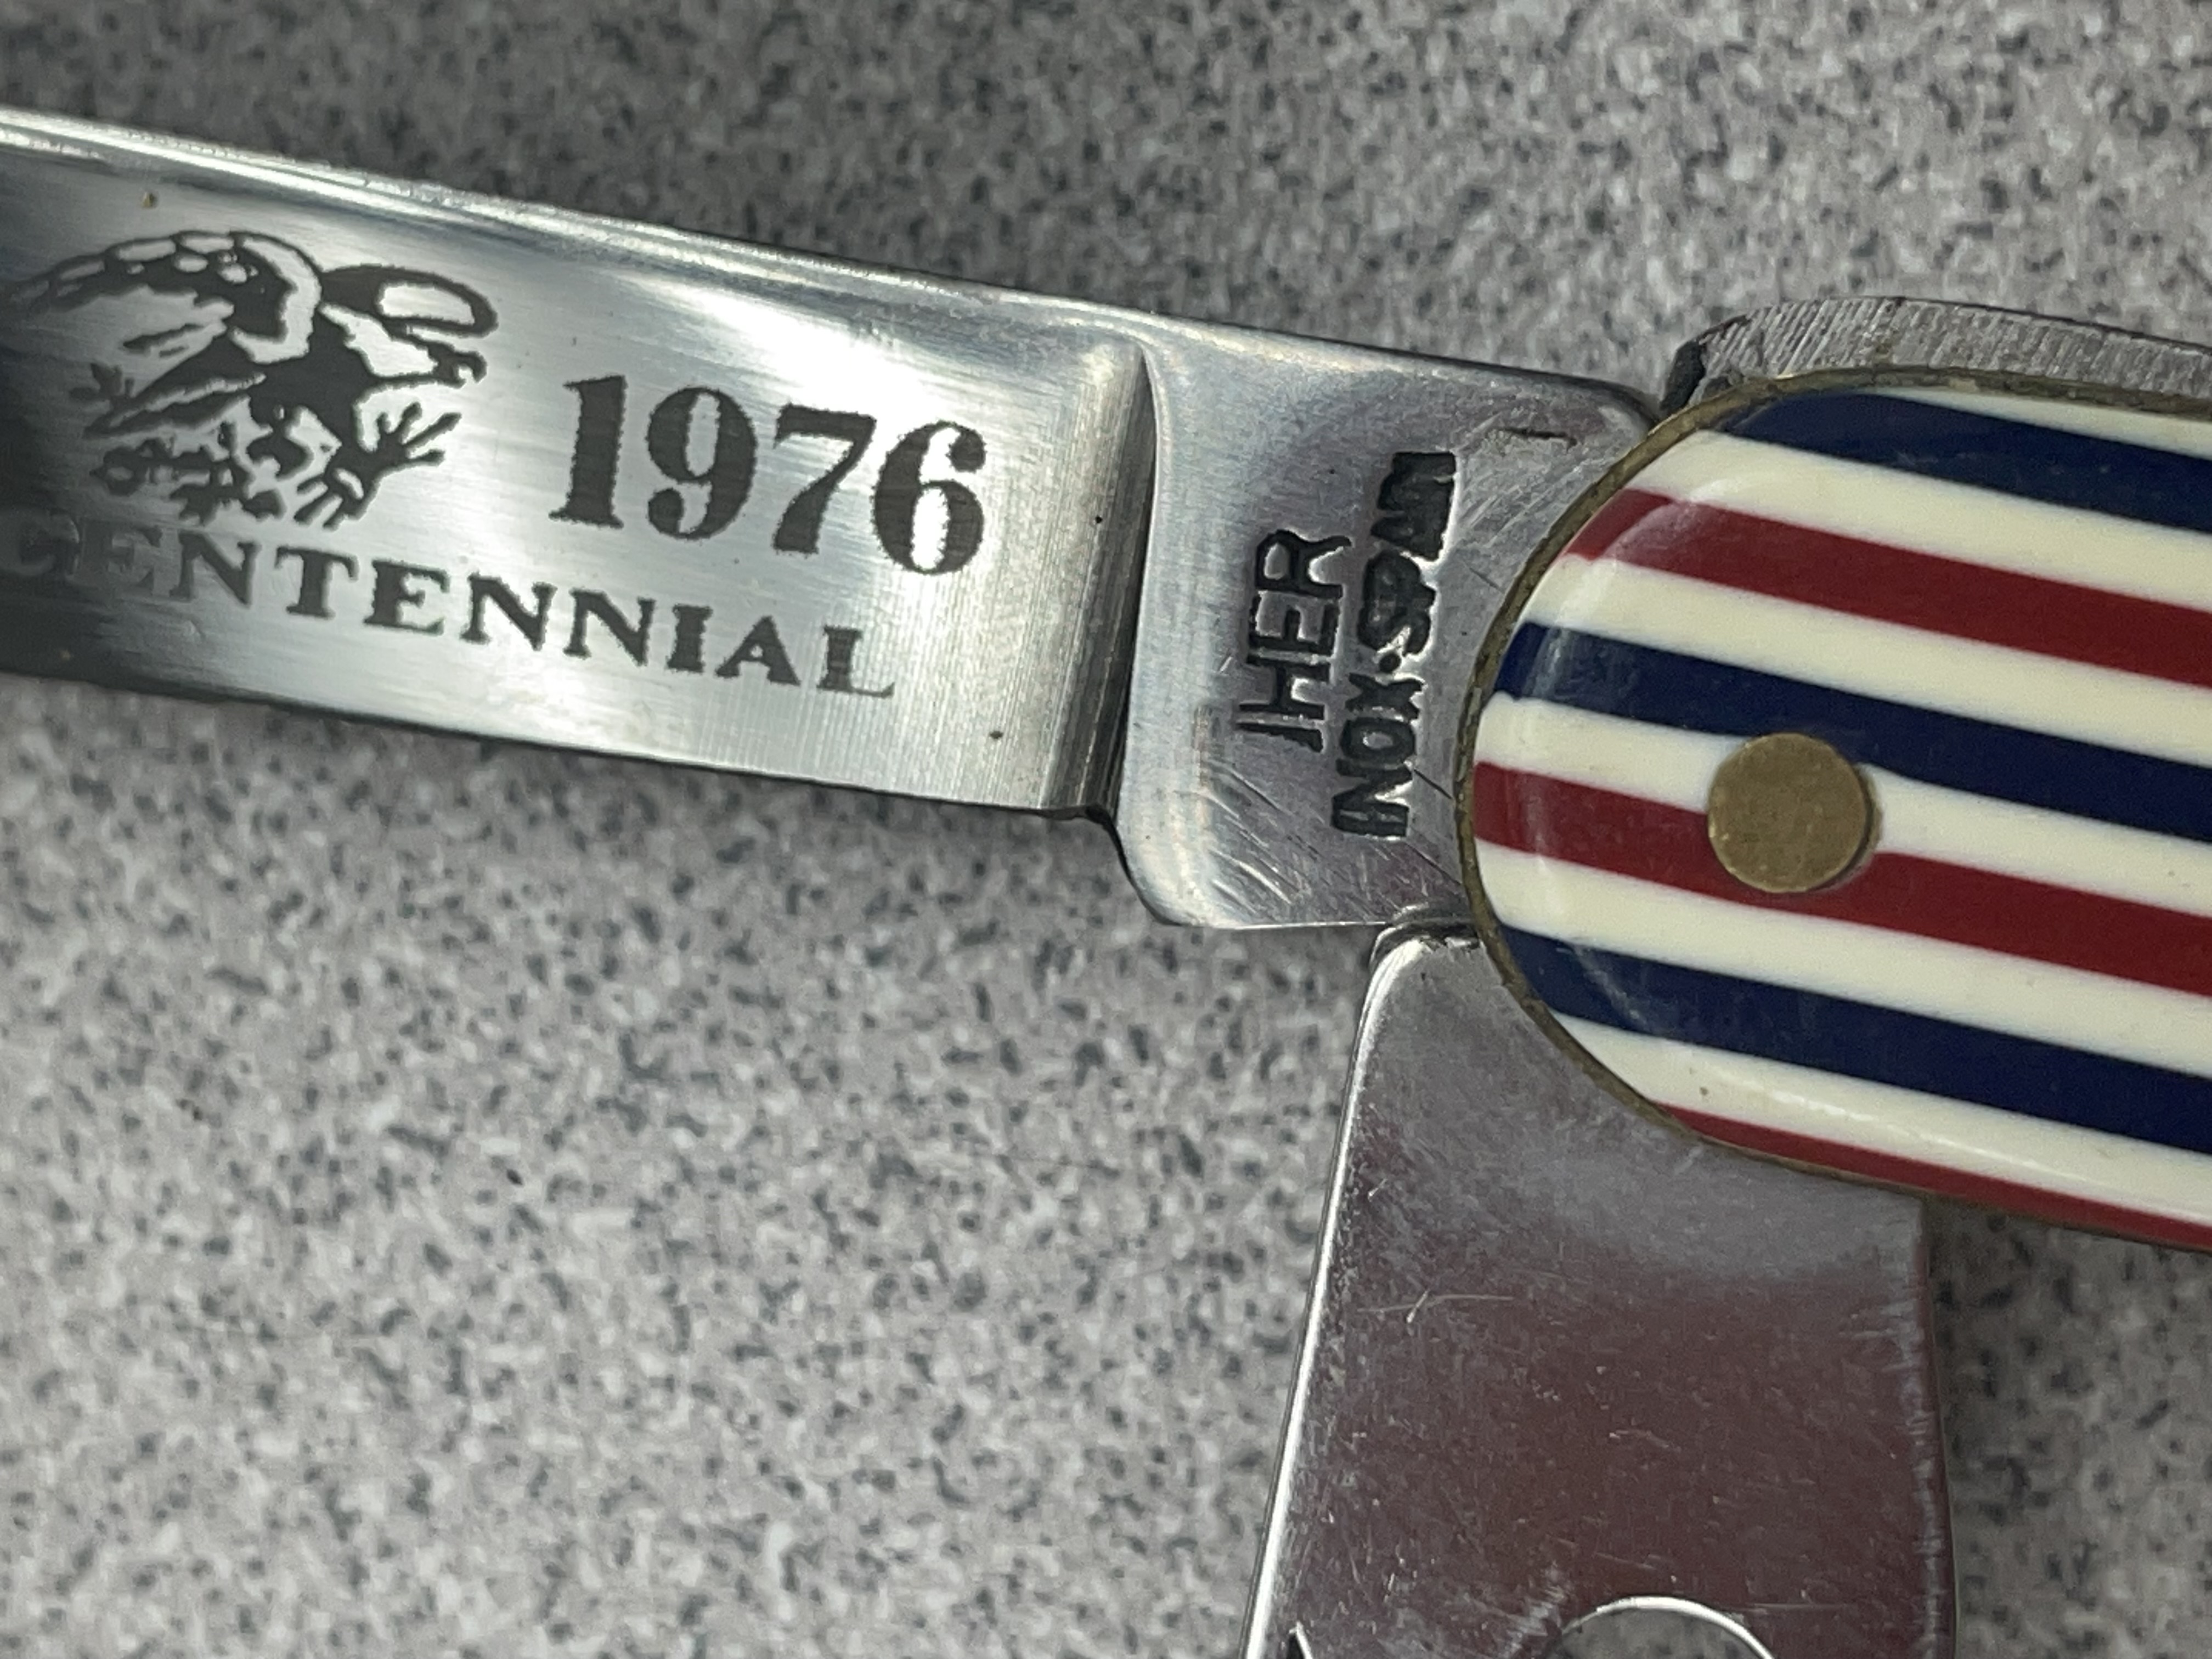 1976
CENTENNIAL
JHER
INOX·SPAIN